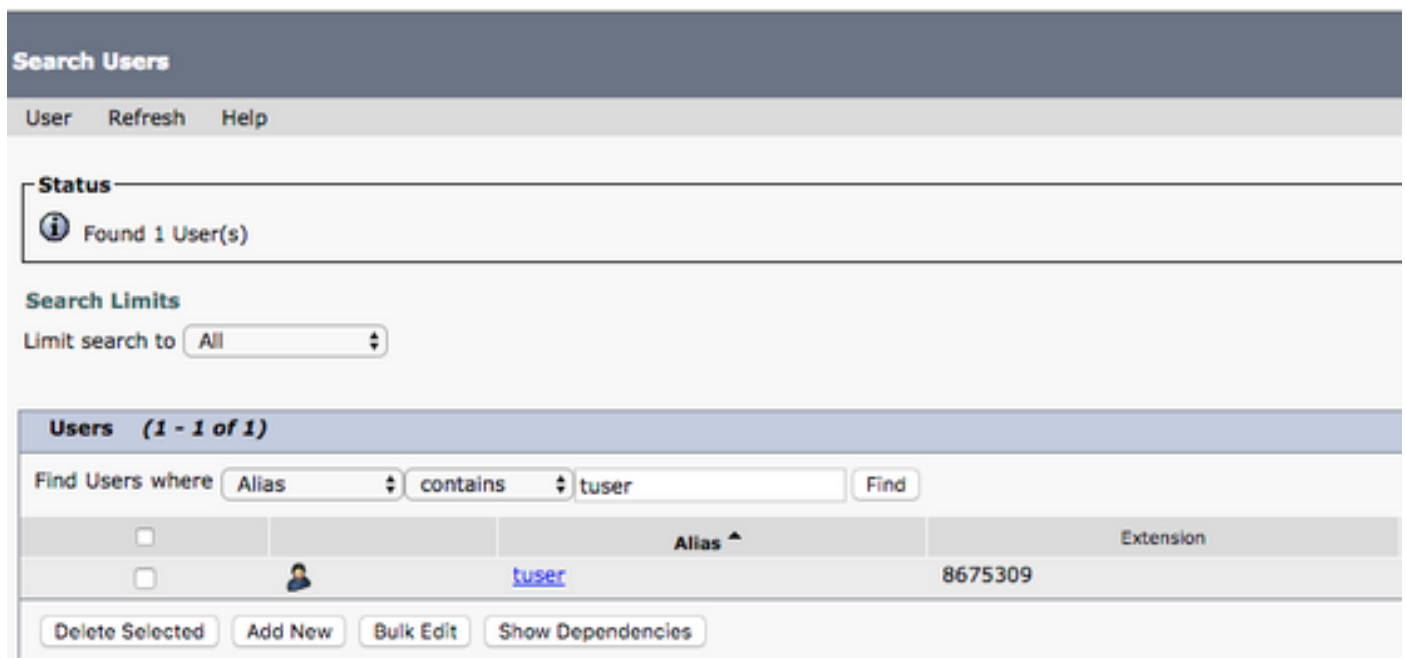 Search Users
User Refresh Help
Status
Found 1 User(s)
Search Limits
Limit search to All
Users (1 - 1 of 1)
Find Users where Alias contains tuser Find
Alias Extension
tuser 8675309
Delete Selected Add New Bulk Edit Show Dependencies